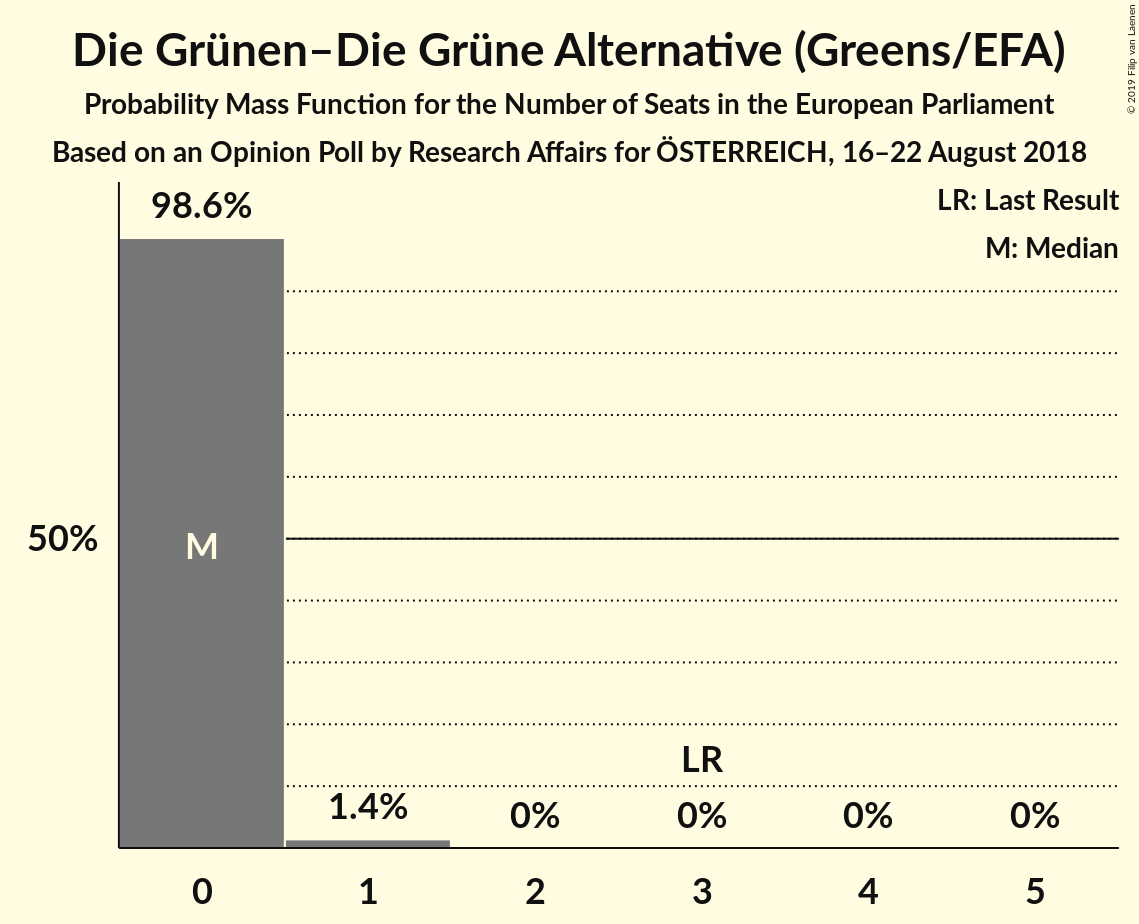 Die Grünen–Die Grüne Alternative (Greens/EFA)
Probability Mass Function for the Number of Seats in the European Parliament
Based on an Opinion Poll by Research Affairs for ÖSTERREICH, 16–22 August 2018
© 2019 Filip van Laenen
LR: Last Result
M: Median
98.6%
50%
M
LR
1.4%
0%
0%
0%
0%
0
1
2
3
4
5